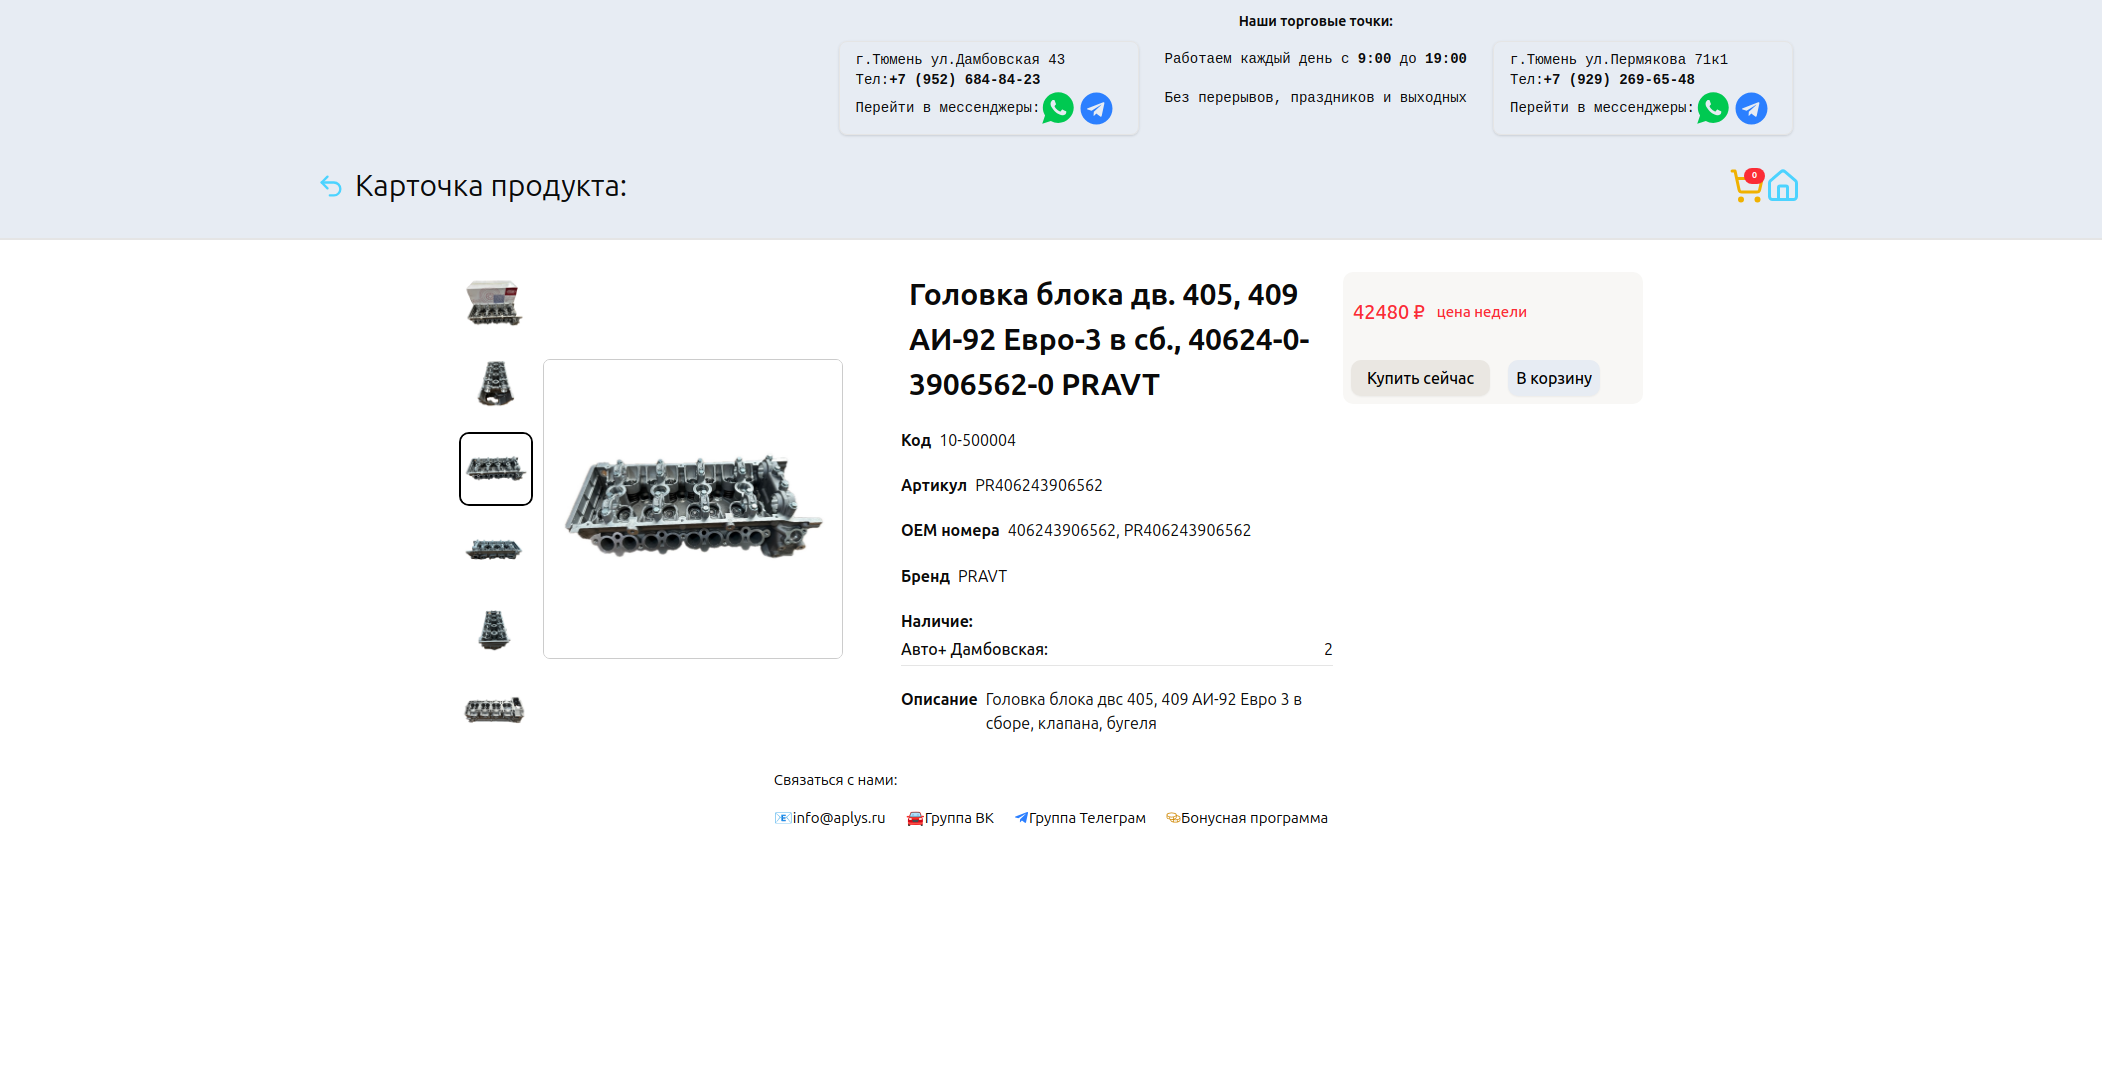 Наши торговые точки:
г.Тюмень ул.Дамбовская 43
Тел:+7 (952) 684-84-23
Перейти в мессенджеры:
Работаем каждый день с 9:00 до 19:00
Без перерывов, праздников и выходных
г.Тюмень ул.Пермякова 71к1
Тел:+7 (929) 269-65-48
Перейти в мессенджеры:
Карточка продукта:
0
Головка блока дв. 405, 409
АИ-92 Евро-3 в сб., 40624-0-
3906562-0 PRAVT
42480 ₽ цена недели
Купить сейчас
В корзину
Код 10-500004
Артикул PR406243906562
OEM номера 406243906562, PR406243906562
Бренд PRAVT
Наличие:
Авто+ Дамбовская: 2
Описание Головка блока двс 405, 409 АИ-92 Евро 3 в
сборе, клапана, бугеля
Связаться с нами:
📧info@aplys.ru 🚘Группа ВК Группа Телеграм Бонусная программа